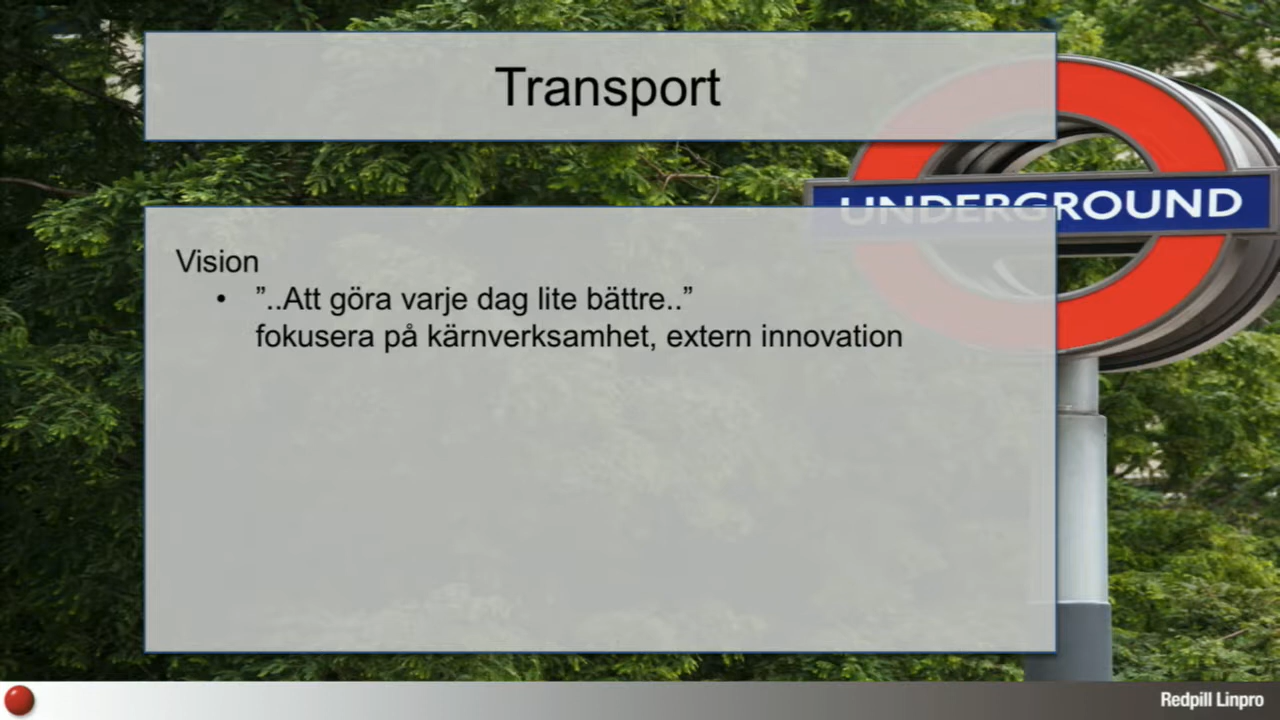 Transport
UNDERGROUND
Vision
• ”..Att göra varje dag lite bättre..”
fokusera på kärnverksamhet, extern innovation
Redpill Linpro